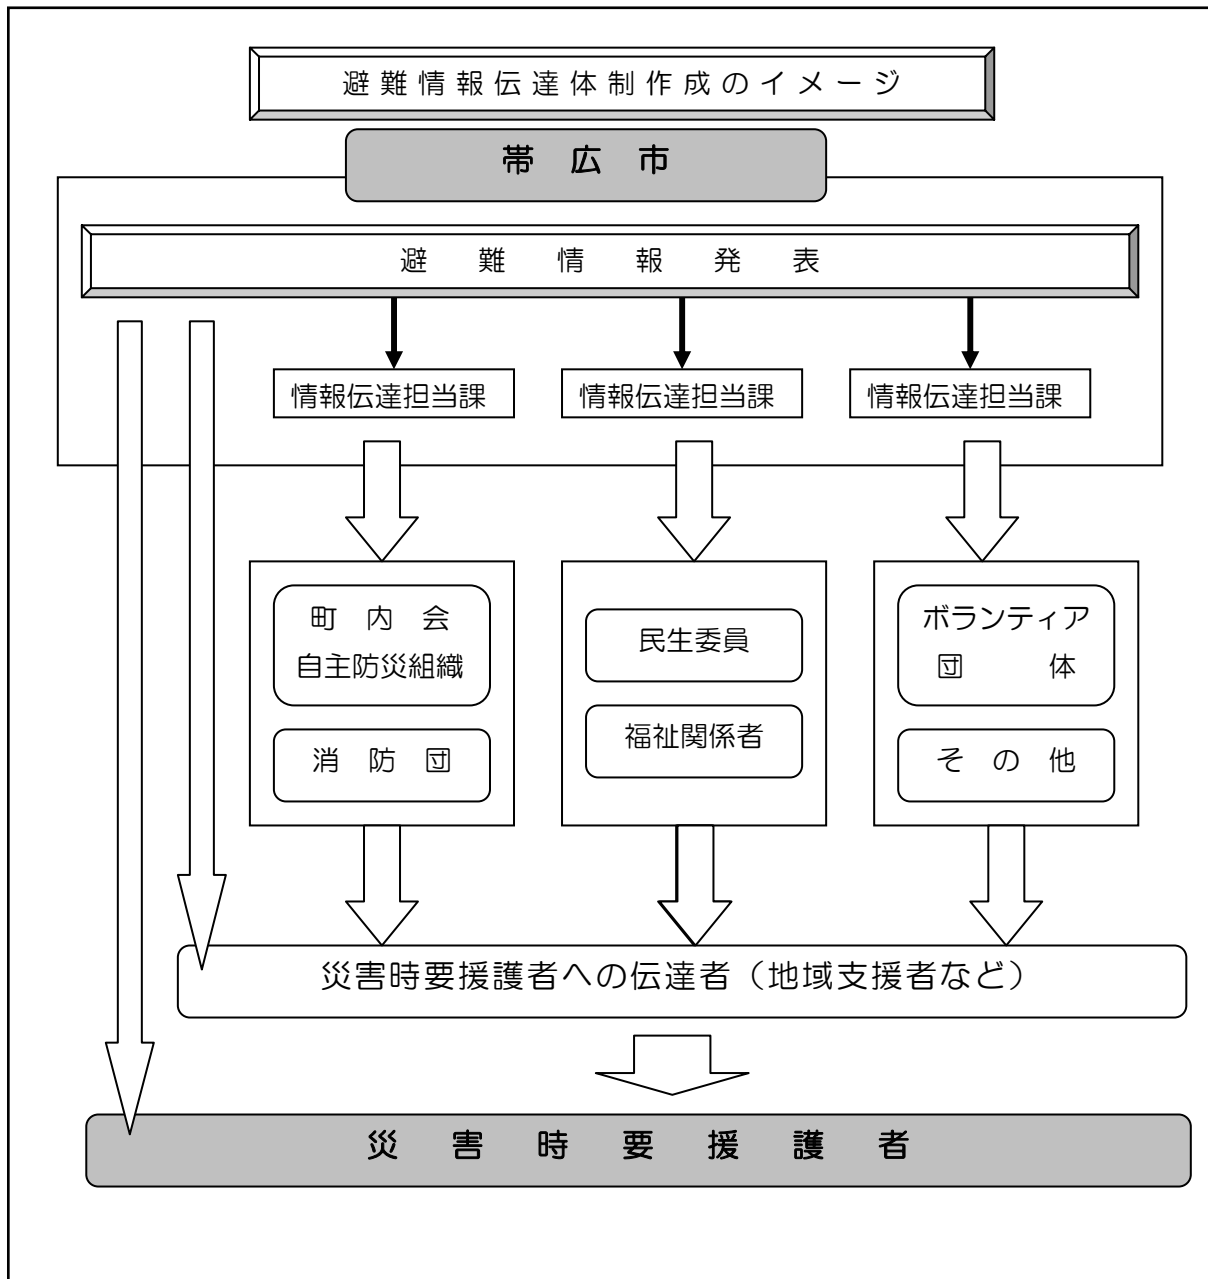 避難情報伝達体制作成のイメージ
帯広市
避難情報発表
情報伝達担当課
情報伝達担当課
情報伝達担当課
町内会
自主防災組織
消防団
民生委員
福祉関係者
ボランティア
団体
その他
災害時要援護者への伝達者（地域支援者など）
災害時要援護者